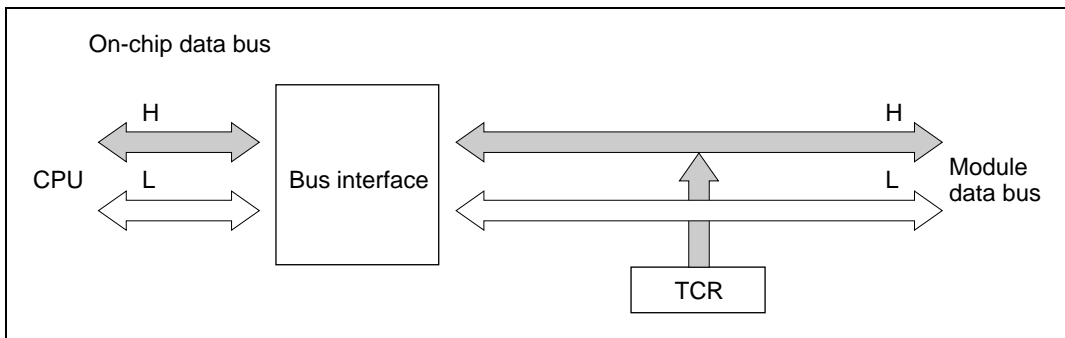 On-chip data bus
H
H
CPU
L
Bus interface
L
Module
data bus
TCR